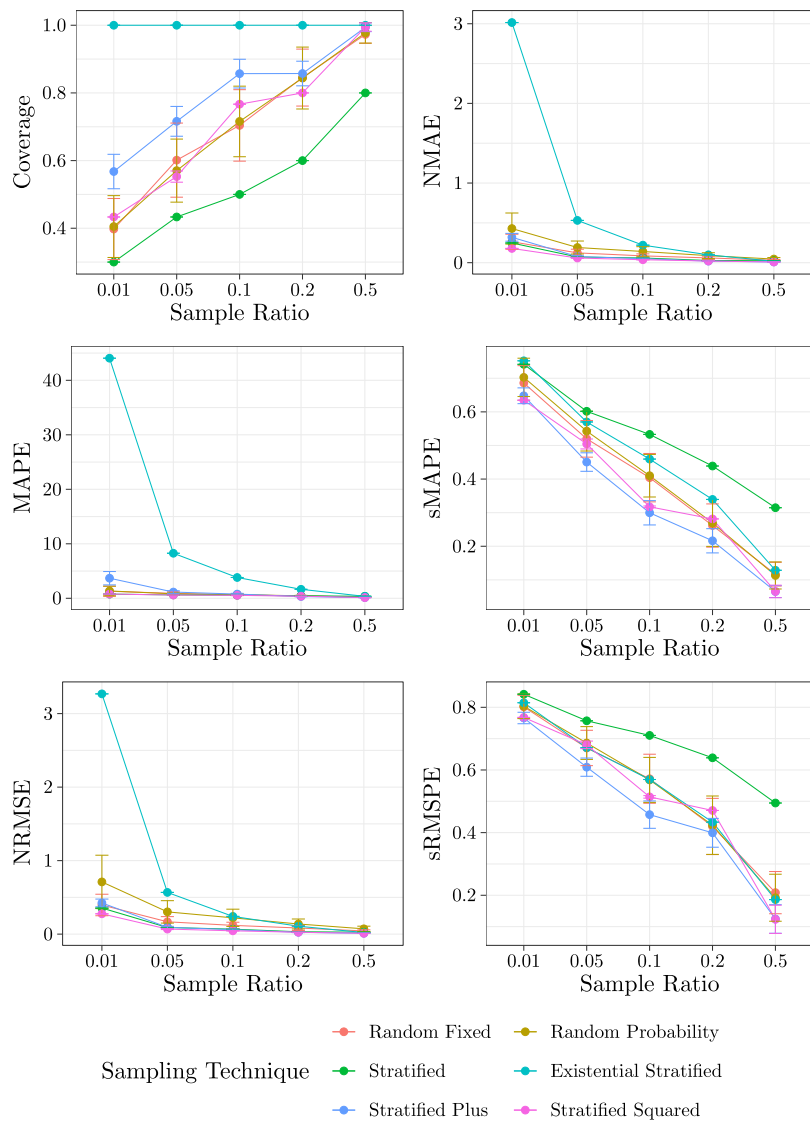 1.0
0.8
0.6
0.4
Coverage
0.01 0.05 0.1 0.2 0.5
Sample Ratio
3
2
1
0
NMAE
0.01 0.05 0.1 0.2 0.5
Sample Ratio
40
30
20
10
0
MAPE
0.01 0.05 0.1 0.2 0.5
Sample Ratio
0.6
0.4
0.2
sMAPE
0.01 0.05 0.1 0.2 0.5
Sample Ratio
3
2
1
0
NRMSE
0.01 0.05 0.1 0.2 0.5
Sample Ratio
0.8
0.6
0.4
0.2
sRMSPE
0.01 0.05 0.1 0.2 0.5
Sample Ratio
Sampling Technique
Random Fixed
Random Probability
Stratified
Existential Stratified
Stratified Plus
Stratified Squared